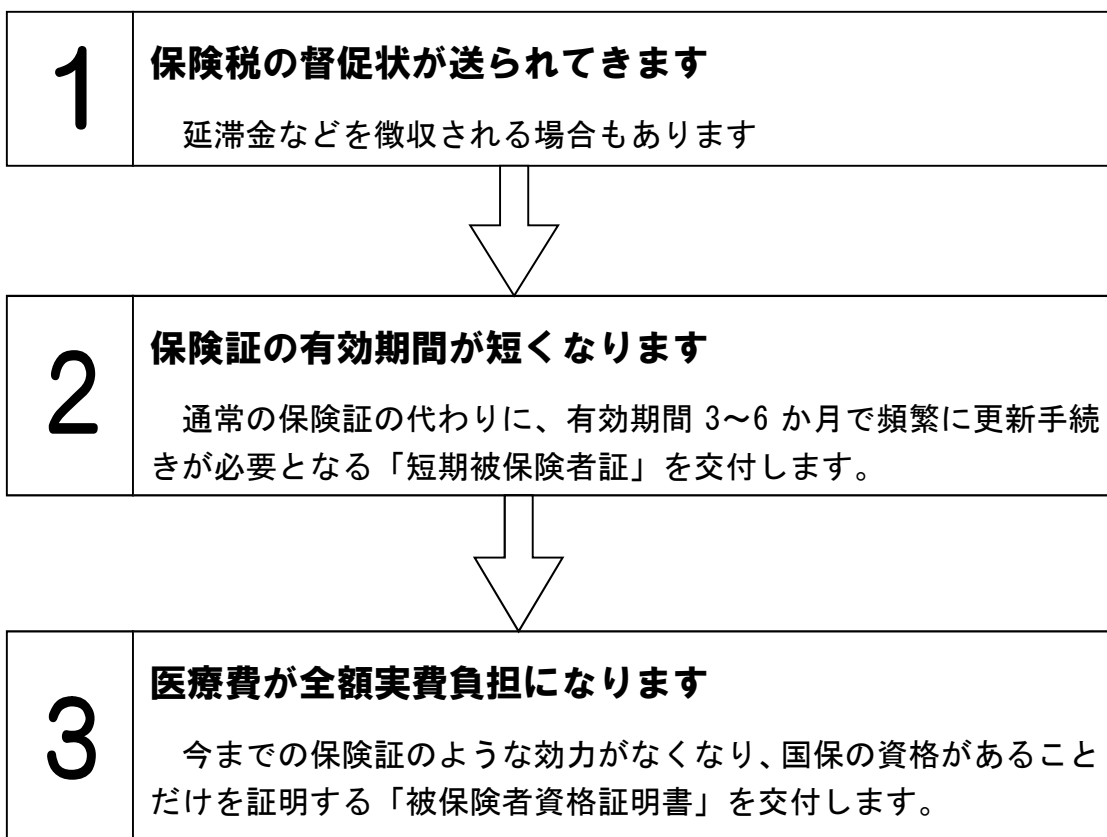 1
保険税の督促状が送られてきます
延滞金などを徴収される場合もあります
2
保険証の有効期間が短くなります
通常の保険証の代わりに、有効期間 3～6 か月で頻繁に更新手続
きが必要となる「短期被保険者証」を交付します。
3
医療費が全額実費負担になります
今までの保険証のような効力がなくなり、国保の資格があること
だけを証明する「被保険者資格証明書」を交付します。